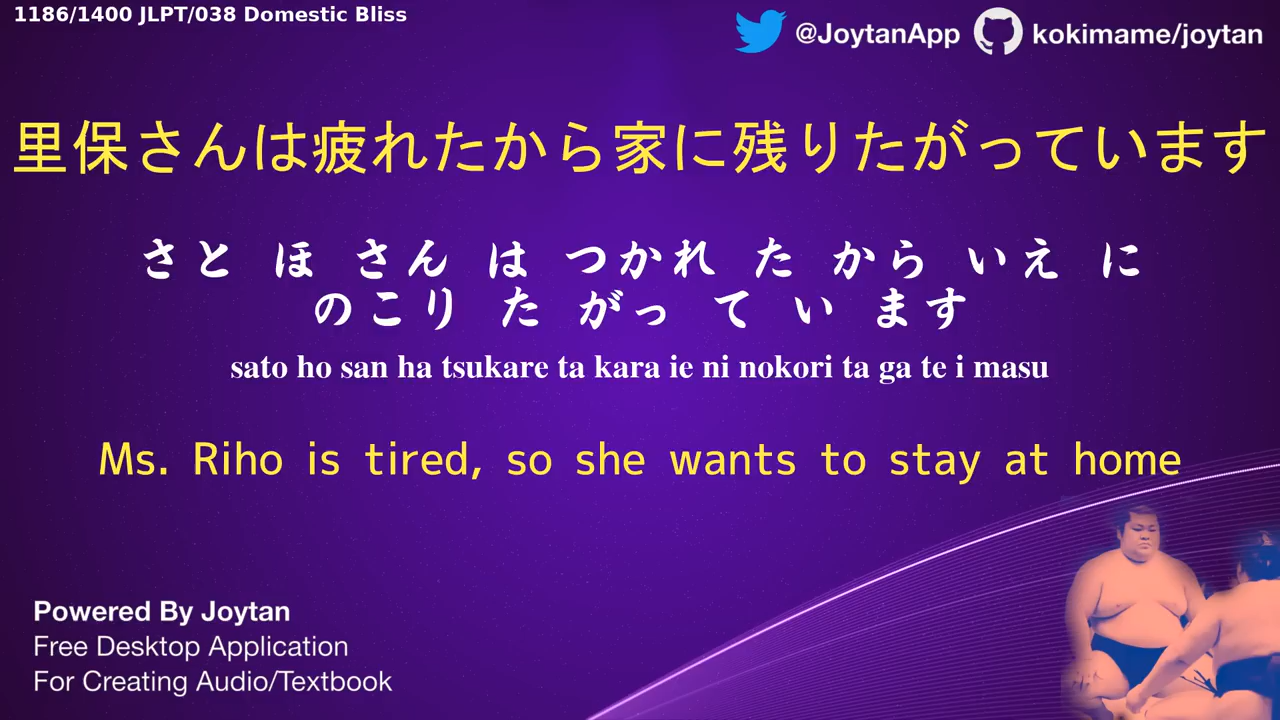 1186/1400 JLPT/038 Domestic Bliss
@JoytanApp kokimame/joytan
里保さんは疲れたから家に残りたがっています
さと ほ さん は つかれ た から いえ に
のこり た がっ て い ます
sato ho san ha tsukare ta kara ie ni nokori ta ga te i masu
Ms. Riho is tired, so she wants to stay at home
Powered By Joytan
Free Desktop Application
For Creating Audio/Textbook